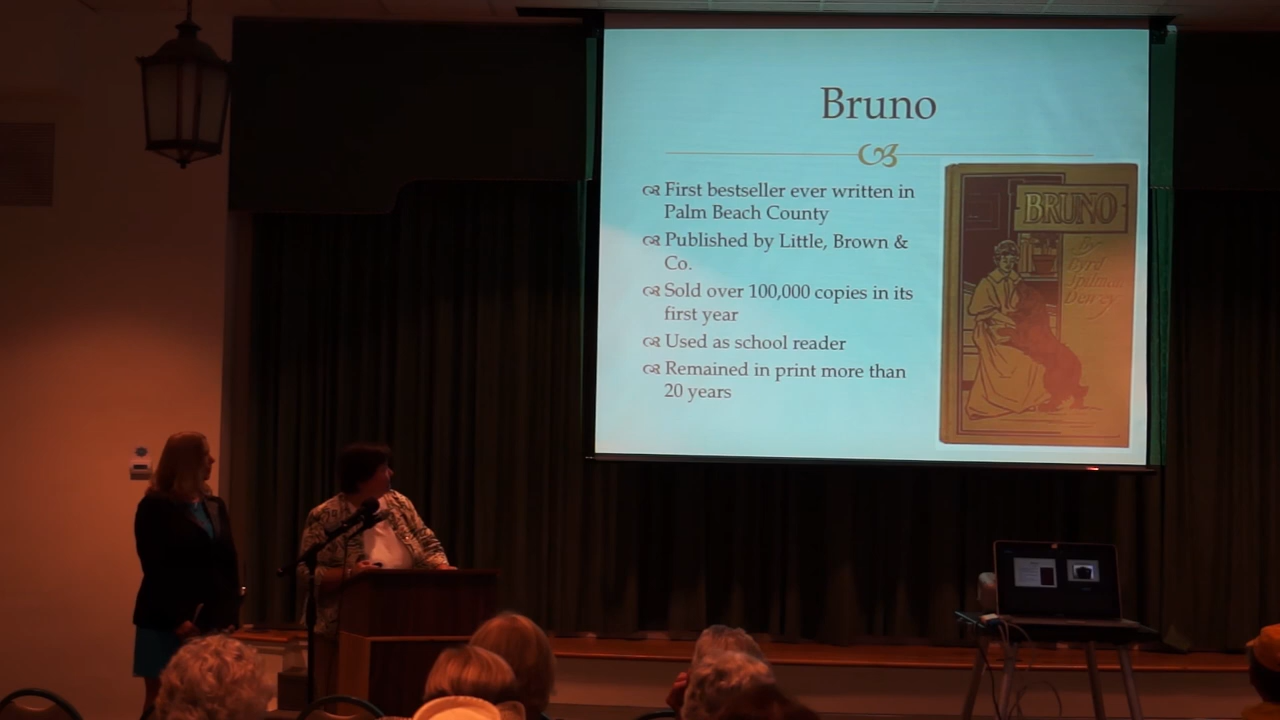 Bruno
First bestseller ever written in
Palm Beach County
Published by Little, Brown &
Co.
Sold over 100,000 copies in its
first year
Used as school reader
Remained in print more than
20 years
BRUNO
By
Byrd
Spilman
Dewey